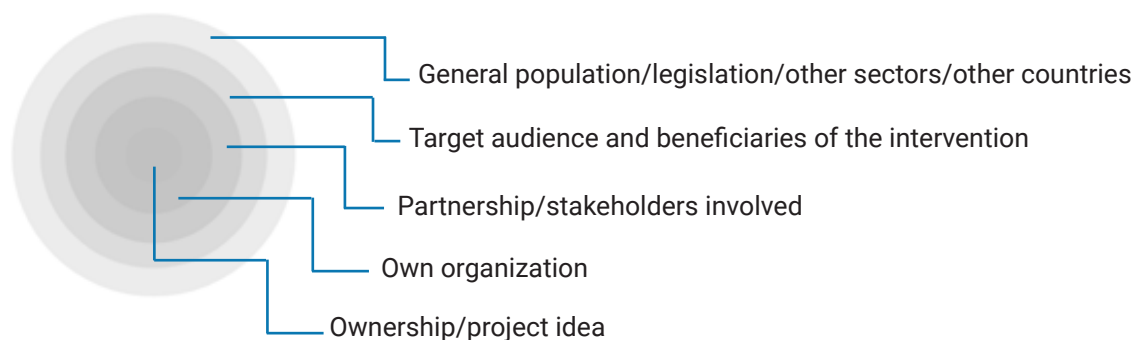 General population/legislation/other sectors/other countries
Target audience and beneficiaries of the intervention
Partnership/stakeholders involved
Own organization
Ownership/project idea